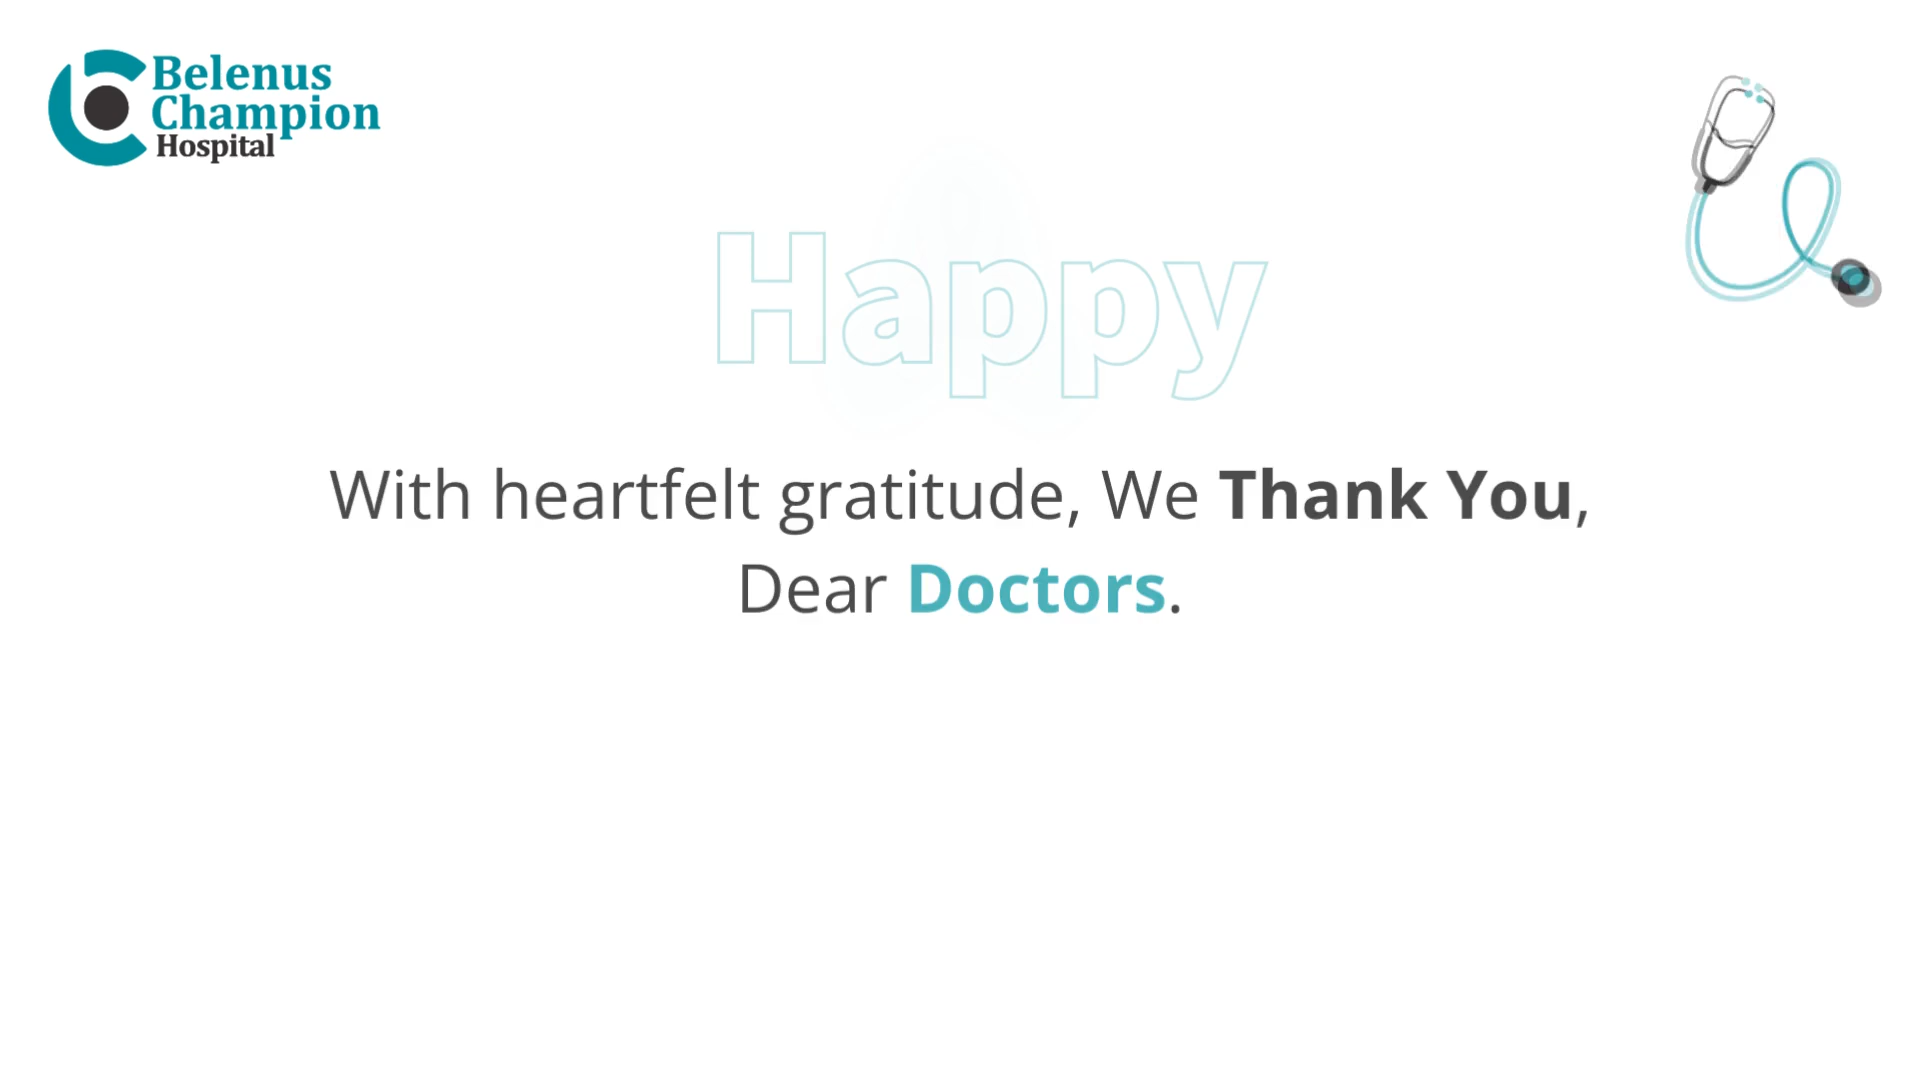 Belenus
Champion
Hospital
Happy
With heartfelt gratitude, We Thank You,
Dear Doctors.